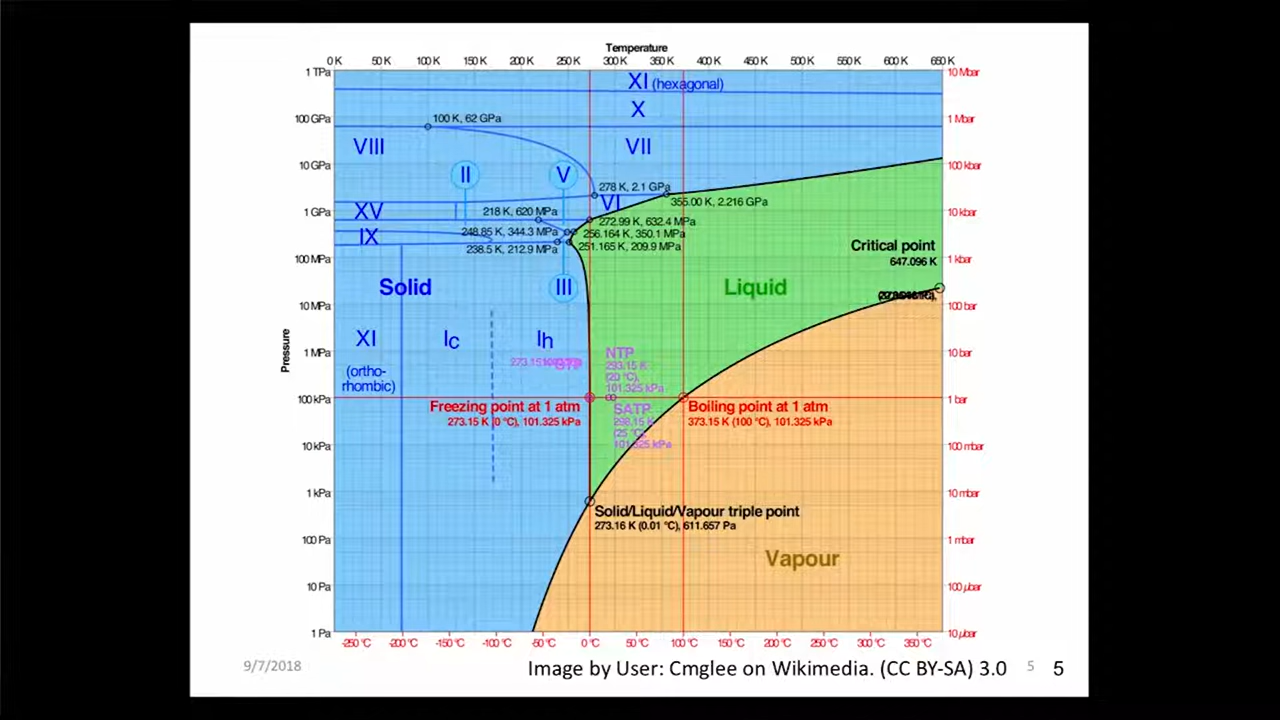 Temperature
0 K 50 K 100 K 150 K 200 K 250 K 300 K 350 K 400 K 450 K 500 K 550 K 600 K 650 K
1 TPa
10 Mbar
XI (hexagonal)
X
100 K, 62 GPa
100 GPa
1 Mbar
VIII
VII
10 GPa
100 kbar
II
V
278 K, 2.1 GPa
355.00 K, 2.216 GPa
VI
XV
218 K, 620 MPa
1 GPa
10 kbar
272.99 K, 632.4 MPa
IX
248.85 K, 344.3 MPa
256.164 K, 350.1 MPa
238.5 K, 212.9 MPa
251.165 K, 209.9 MPa
Critical point
647.096 K
100 MPa
1 kbar
Solid
III
Liquid
10 MPa
100 bar
Pressure
XI
(ortho-
rhombic)
Ic
Ih
1 MPa
10 bar
NTP
293.15 K
(20 °C),
101.325 kPa
100 kPa
1 bar
Freezing point at 1 atm
273.15 K (0 °C), 101.325 kPa
SATP
298.15 K
(25 °C),
101.325 kPa
Boiling point at 1 atm
373.15 K (100 °C), 101.325 kPa
10 kPa
100 mbar
1 kPa
10 mbar
Solid/Liquid/Vapour triple point
273.16 K (0.01 °C), 611.657 Pa
100 Pa
1 mbar
Vapour
10 Pa
100 μbar
1 Pa
10 μbar
-250 °C -200 °C -150 °C -100 °C -50 °C 0 °C 50 °C 100 °C 150 °C 200 °C 250 °C 300 °C 350 °C
9/7/2018
Image by User: Cmglee on Wikimedia. (CC BY-SA) 3.0
5
5